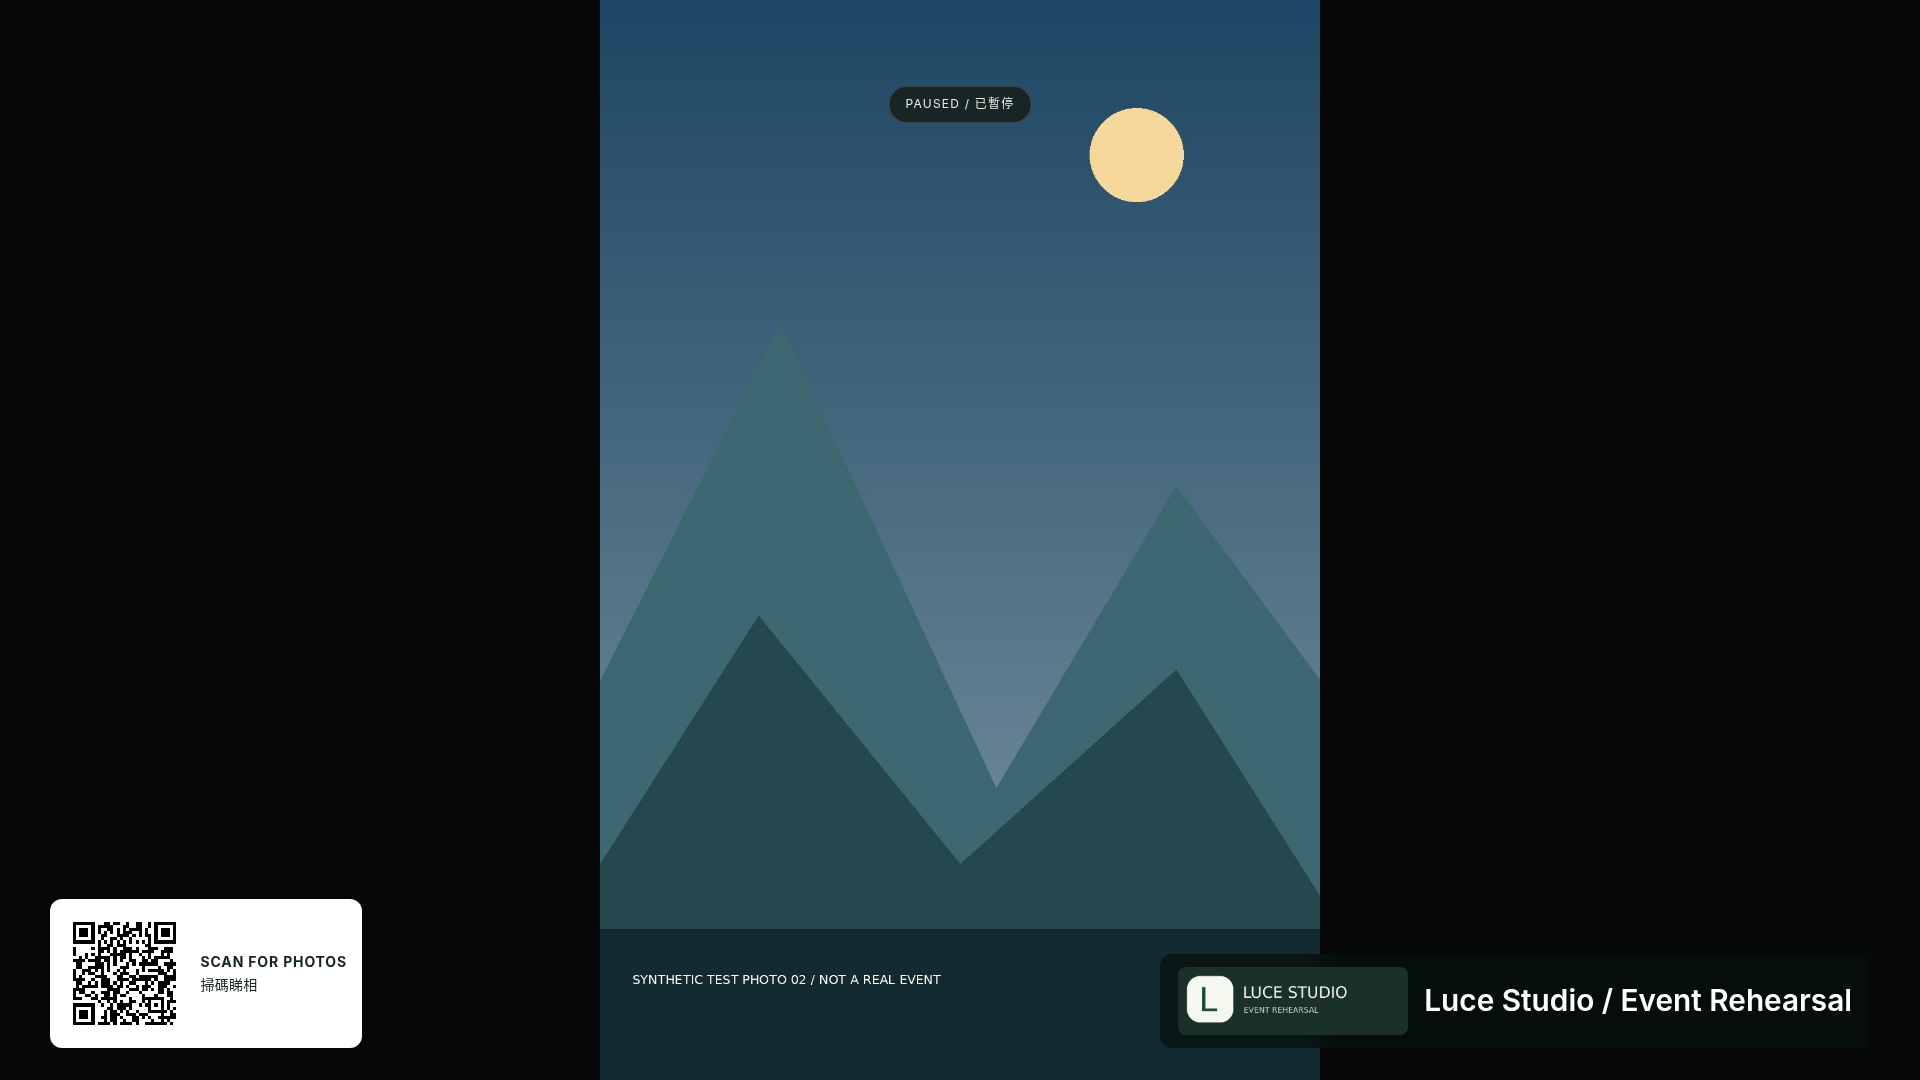 PAUSED / 已暫停
SCAN FOR PHOTOS
掃碼睇相
SYNTHETIC TEST PHOTO 02 / NOT A REAL EVENT
L
LUCE STUDIO
EVENT REHEARSAL
Luce Studio / Event Rehearsal